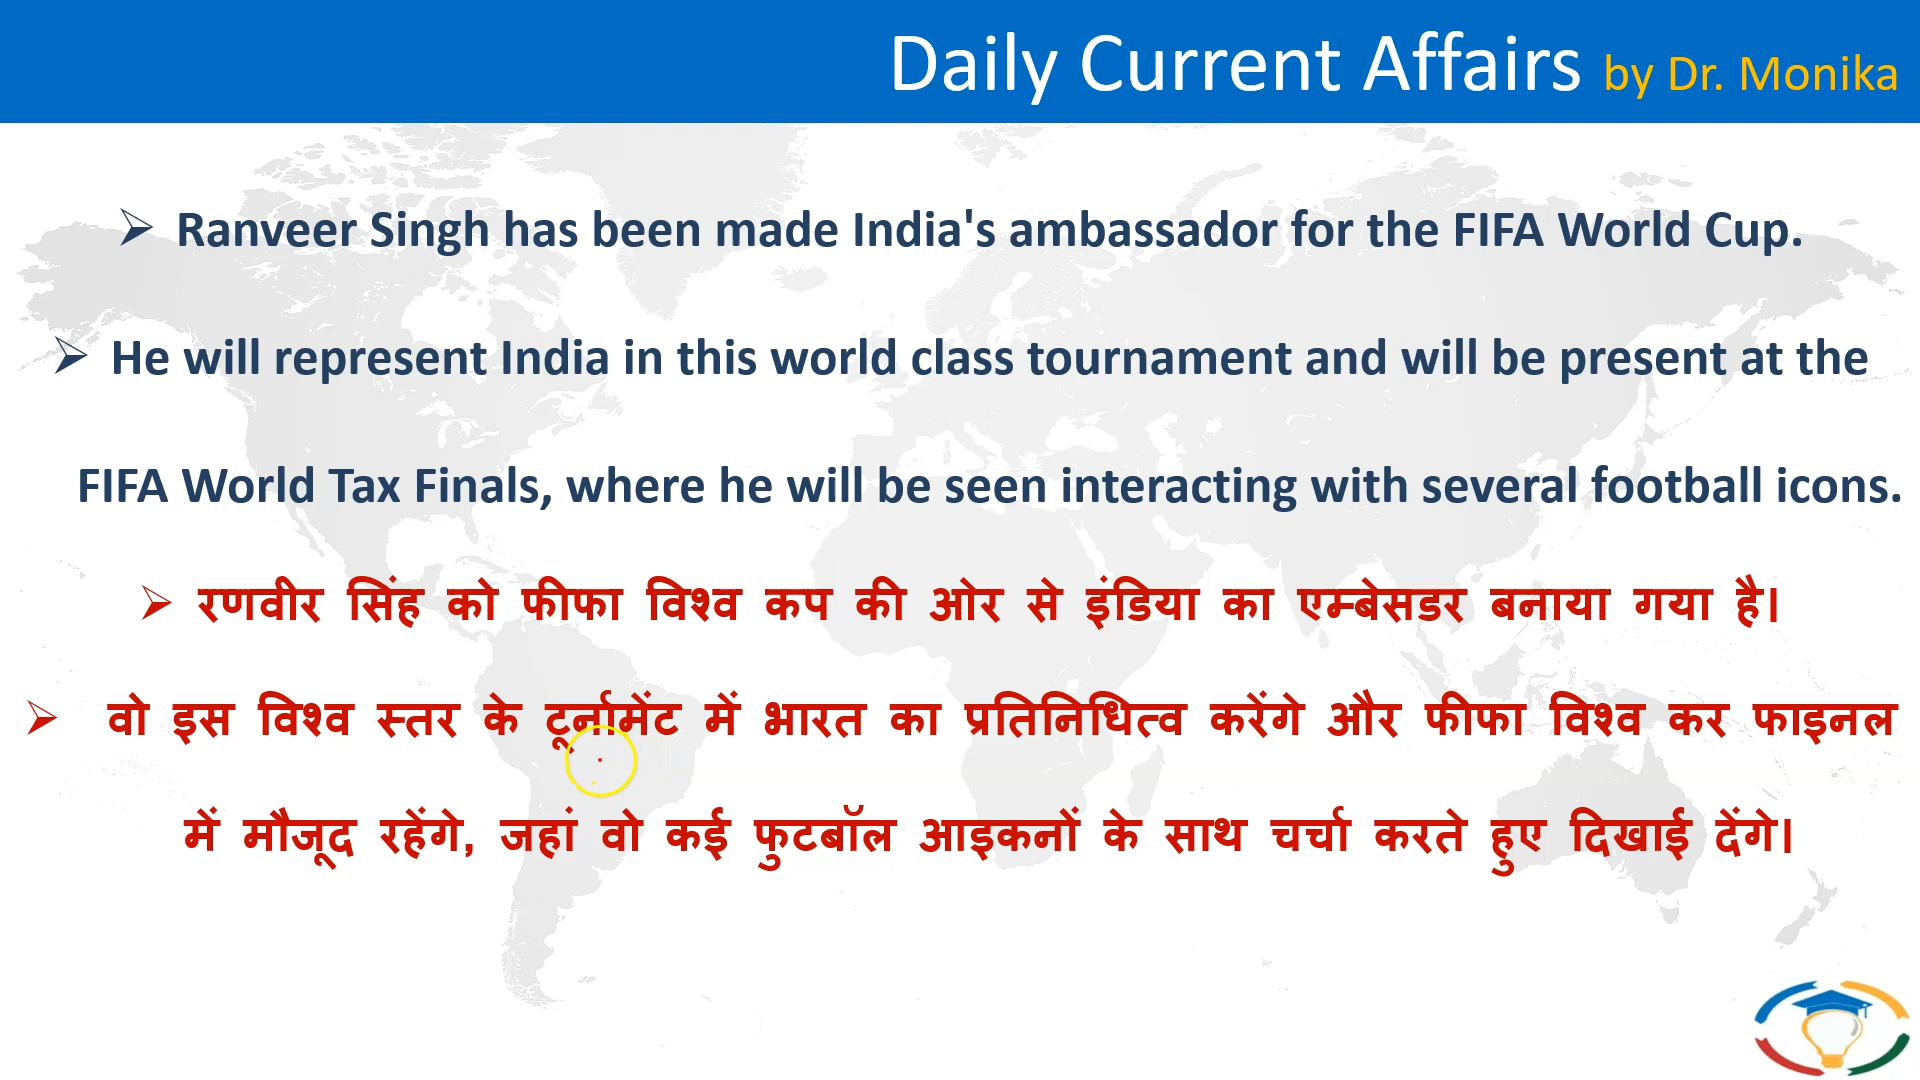 Daily Current Affairs by Dr. Monika
➢ Ranveer Singh has been made India's ambassador for the FIFA World Cup.
➢ He will represent India in this world class tournament and will be present at the
FIFA World Tax Finals, where he will be seen interacting with several football icons.
➢ रणवीर सिंह को फीफा विश्व कप की ओर से इंडिया का एम्बेसडर बनाया गया है।
➢ वो इस विश्व स्तर के टूर्नामेंट में भारत का प्रतिनिधित्व करेंगे और फीफा विश्व कर फाइनल
में मौजूद रहेंगे, जहां वो कई फुटबॉल आइकनों के साथ चर्चा करते हुए दिखाई देंगे।